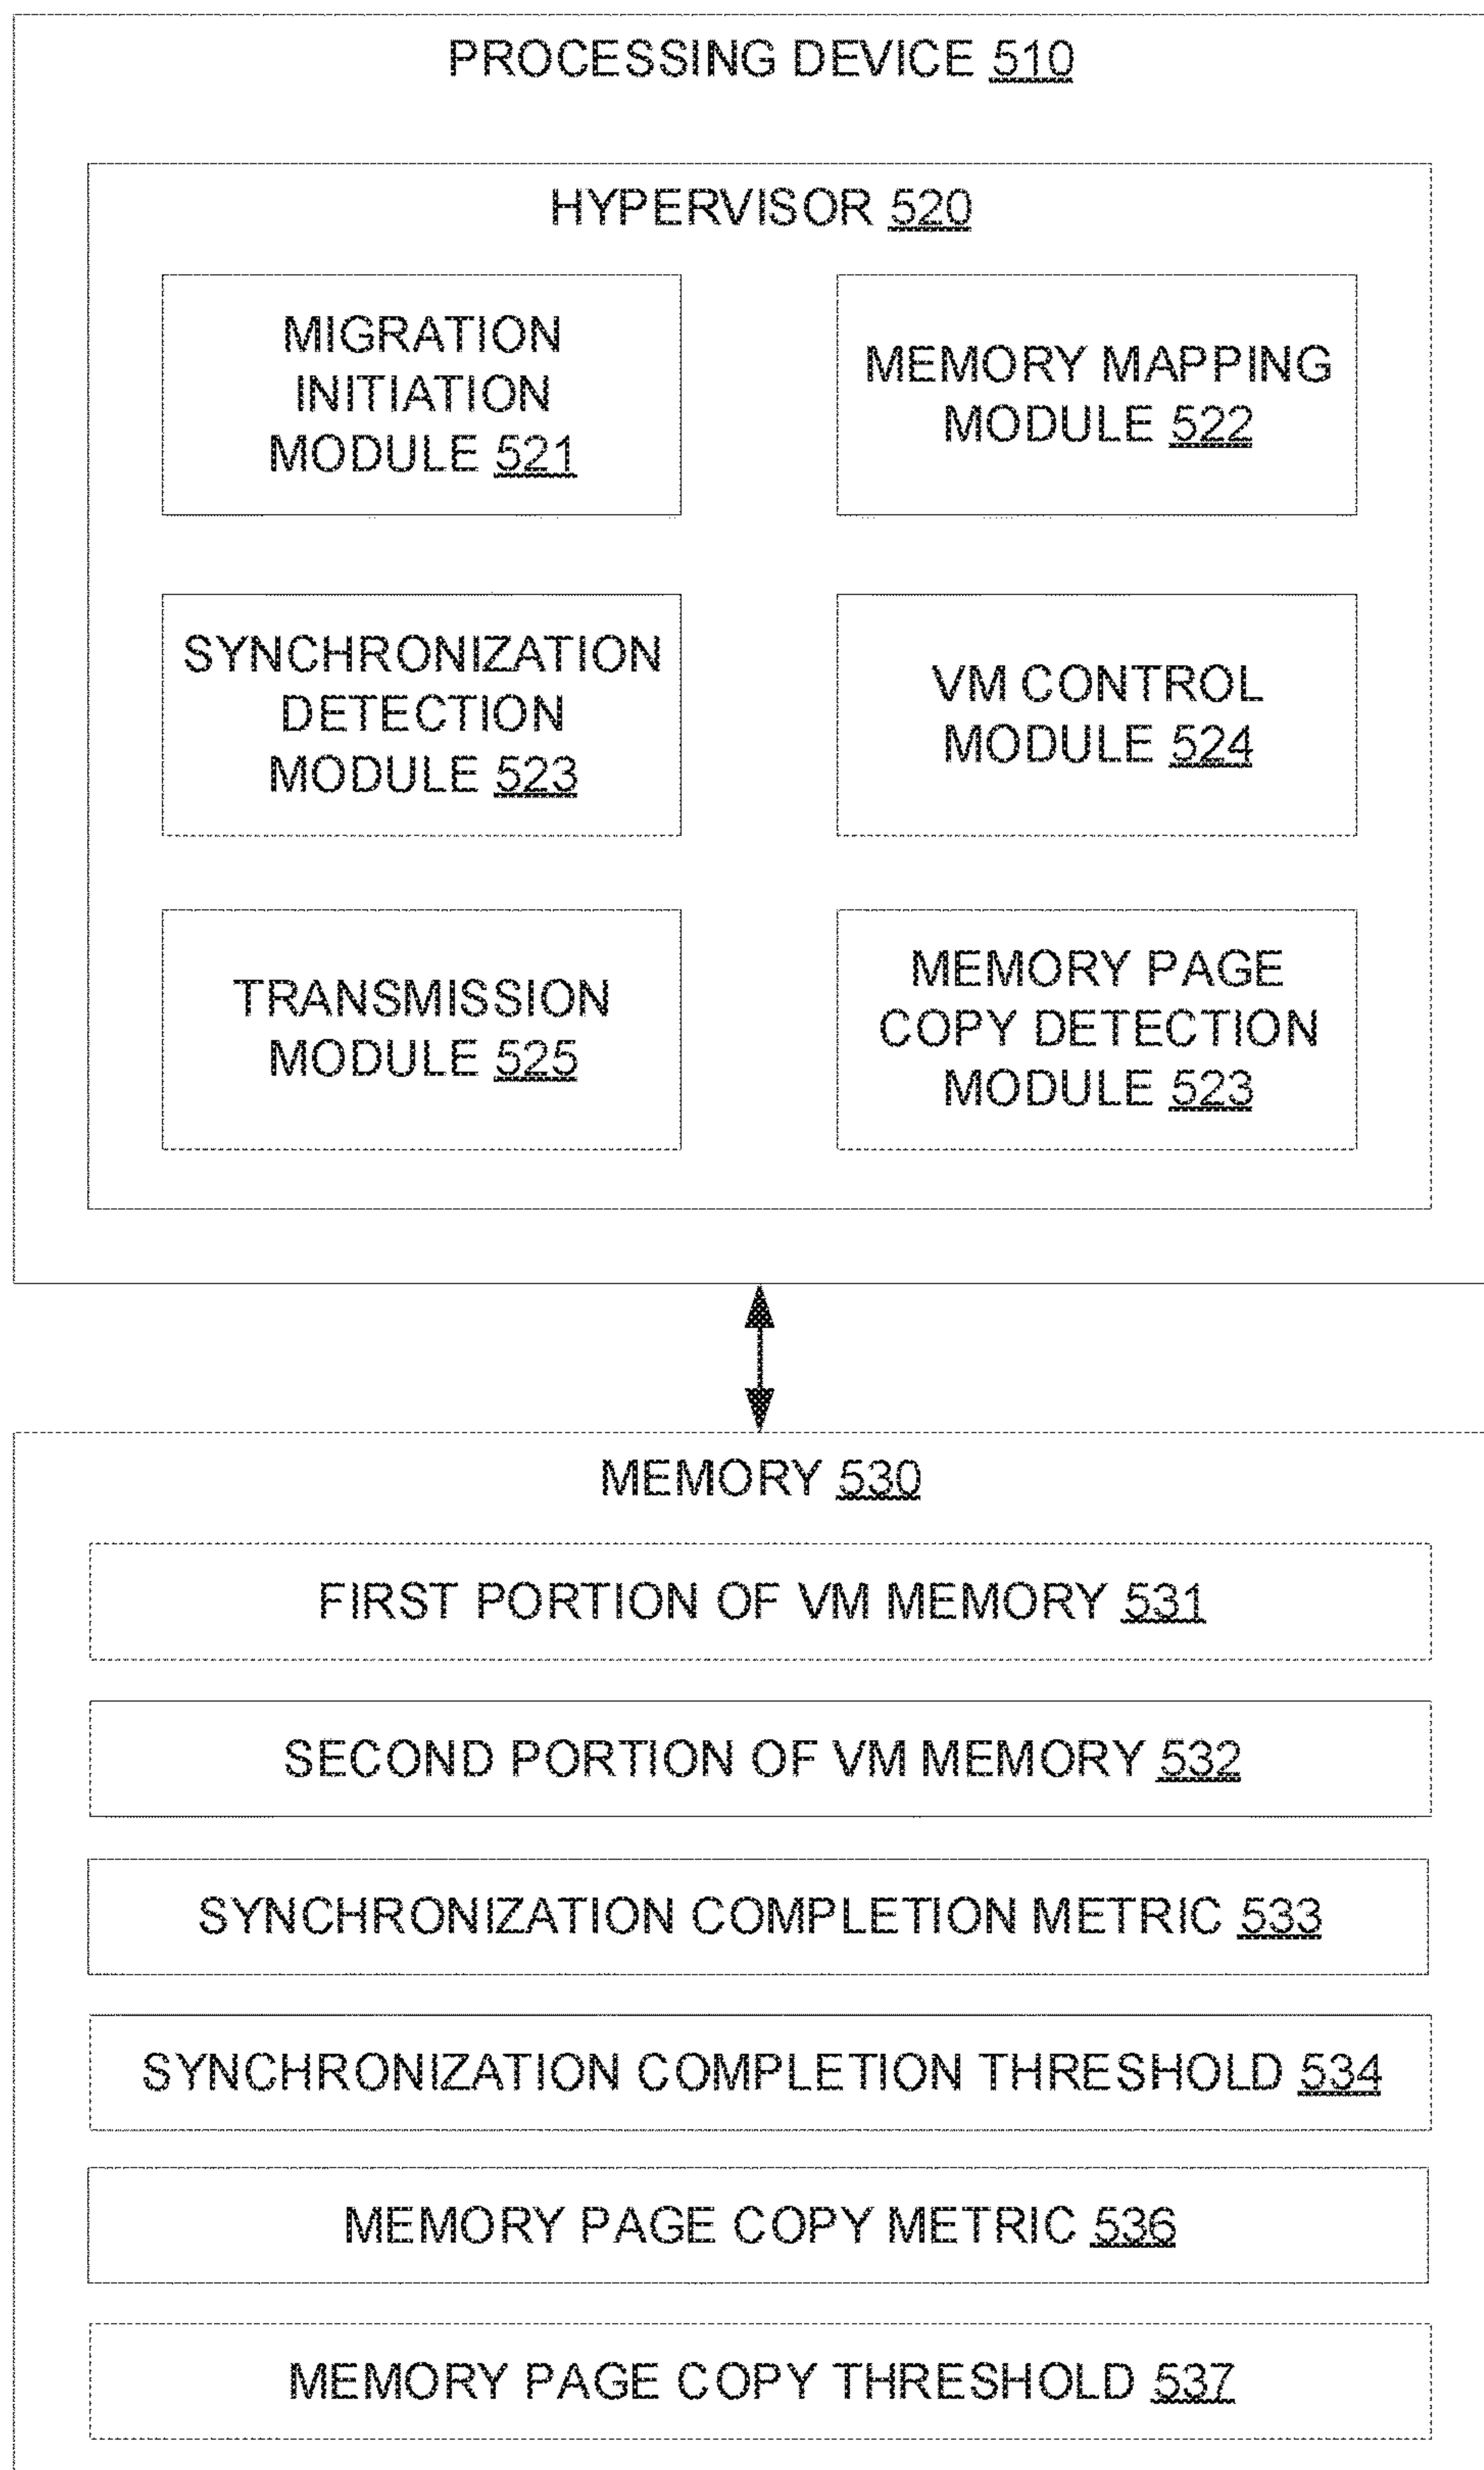 PROCESSING DEVICE 510
HYPERVISOR 520
MIGRATION
INITIATION
MODULE 521
MEMORY MAPPING
MODULE 522
SYNCHRONIZATION
DETECTION
MODULE 523
VM CONTROL
MODULE 524
TRANSMISSION
MODULE 525
MEMORY PAGE
COPY DETECTION
MODULE 523
MEMORY 530
FIRST PORTION OF VM MEMORY 531
SECOND PORTION OF VM MEMORY 532
SYNCHRONIZATION COMPLETION METRIC 533
SYNCHRONIZATION COMPLETION THRESHOLD 534
MEMORY PAGE COPY METRIC 536
MEMORY PAGE COPY THRESHOLD 537